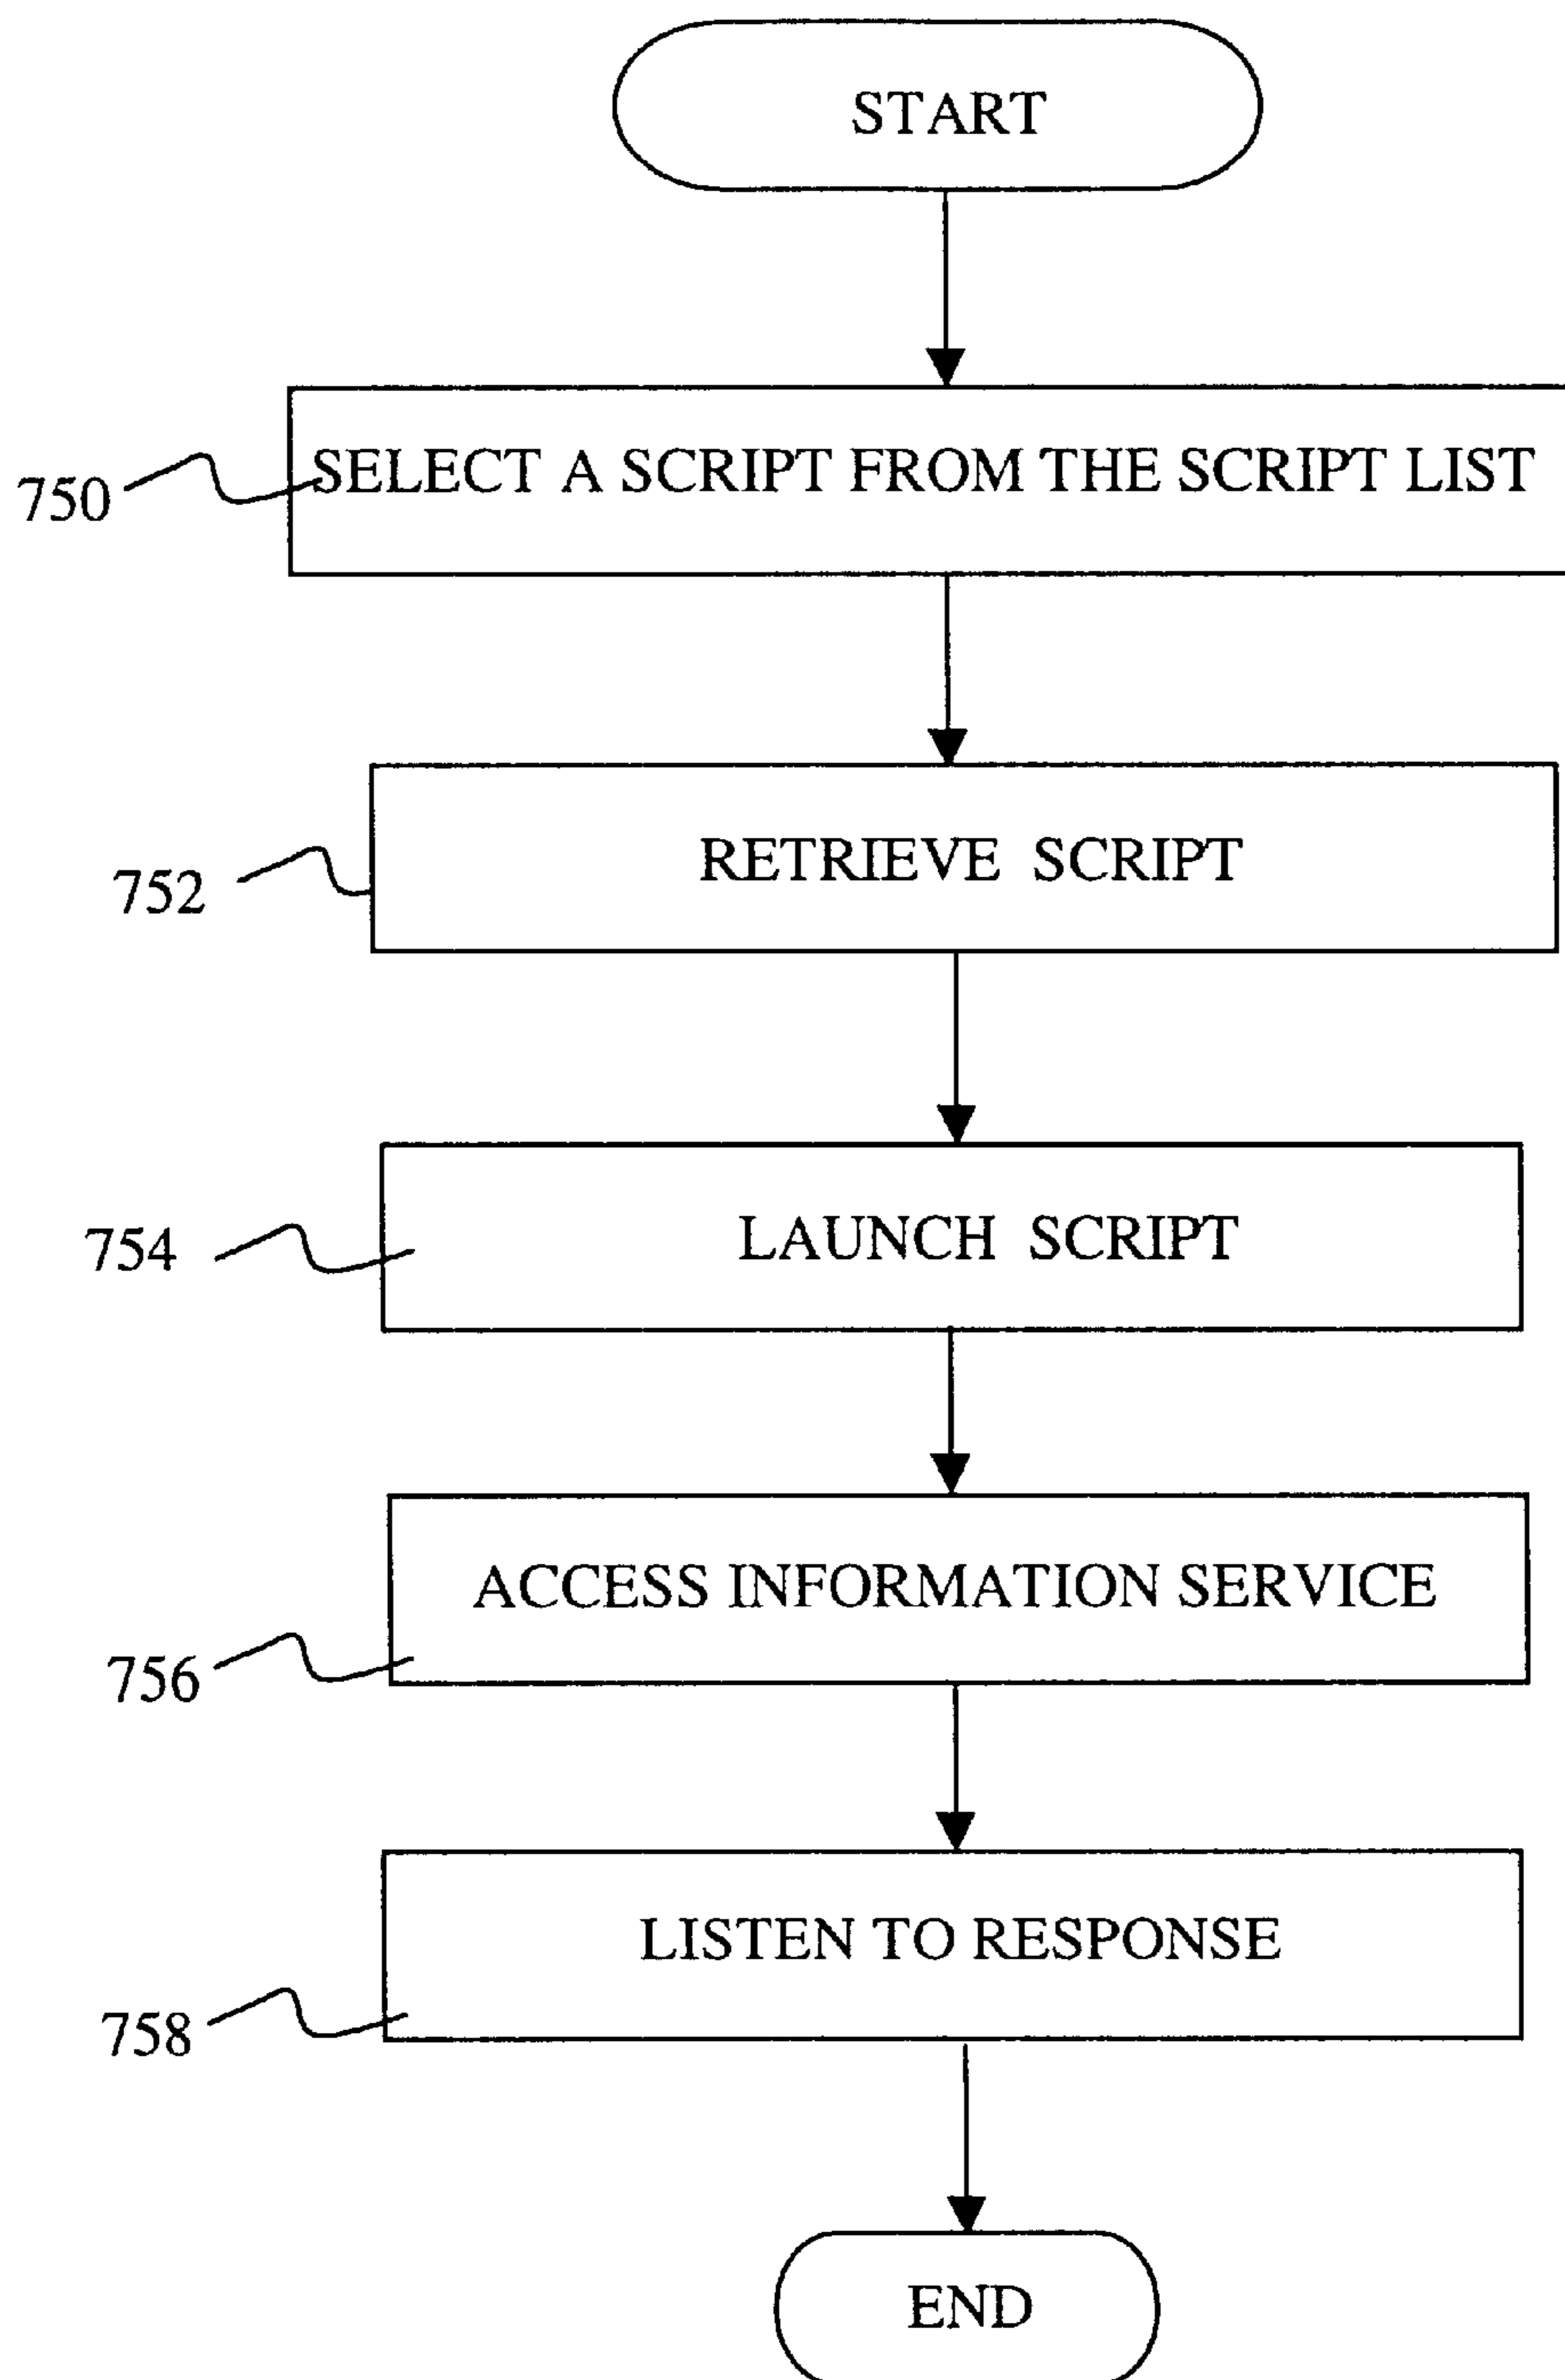 START
750 SELECT A SCRIPT FROM THE SCRIPT LIST
752 RETRIEVE SCRIPT
754 LAUNCH SCRIPT
ACCESS INFORMATION SERVICE
756
LISTEN TO RESPONSE
758
END